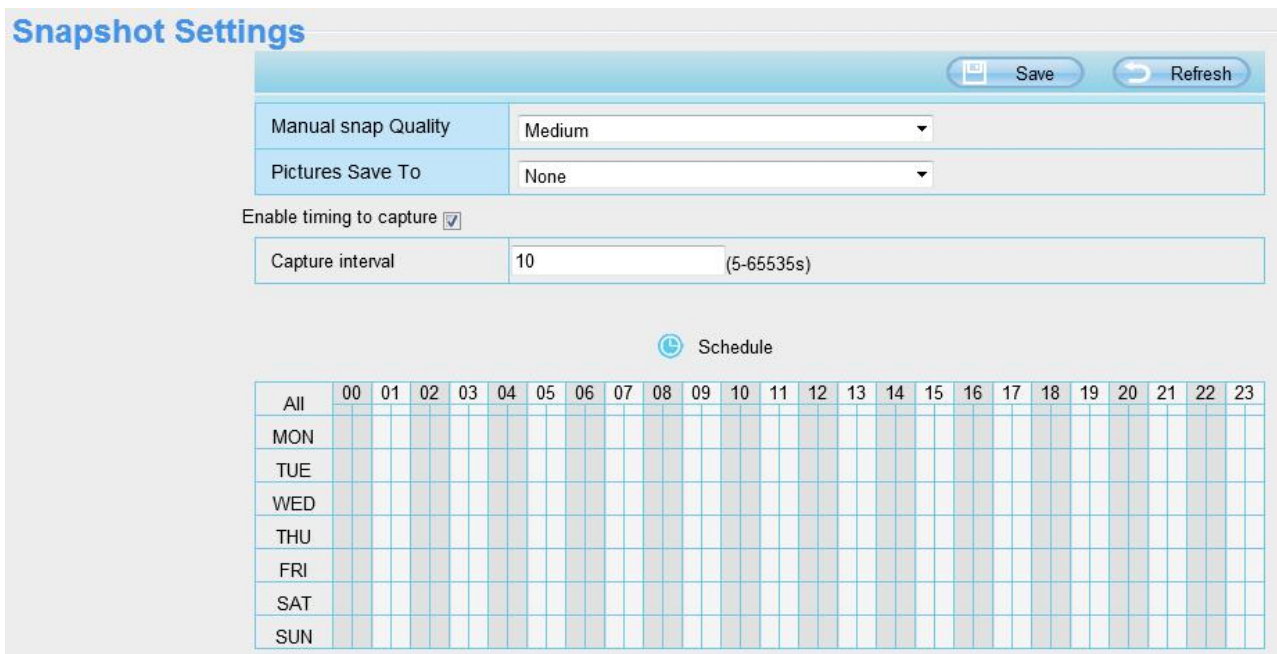 Snapshot Settings
Save Refresh
Manual snap Quality Medium
Pictures Save To None
Enable timing to capture
Capture interval 10 (5-65535s)
Schedule
All 00 01 02 03 04 05 06 07 08 09 10 11 12 13 14 15 16 17 18 19 20 21 22 23
MON
TUE
WED
THU
FRI
SAT
SUN